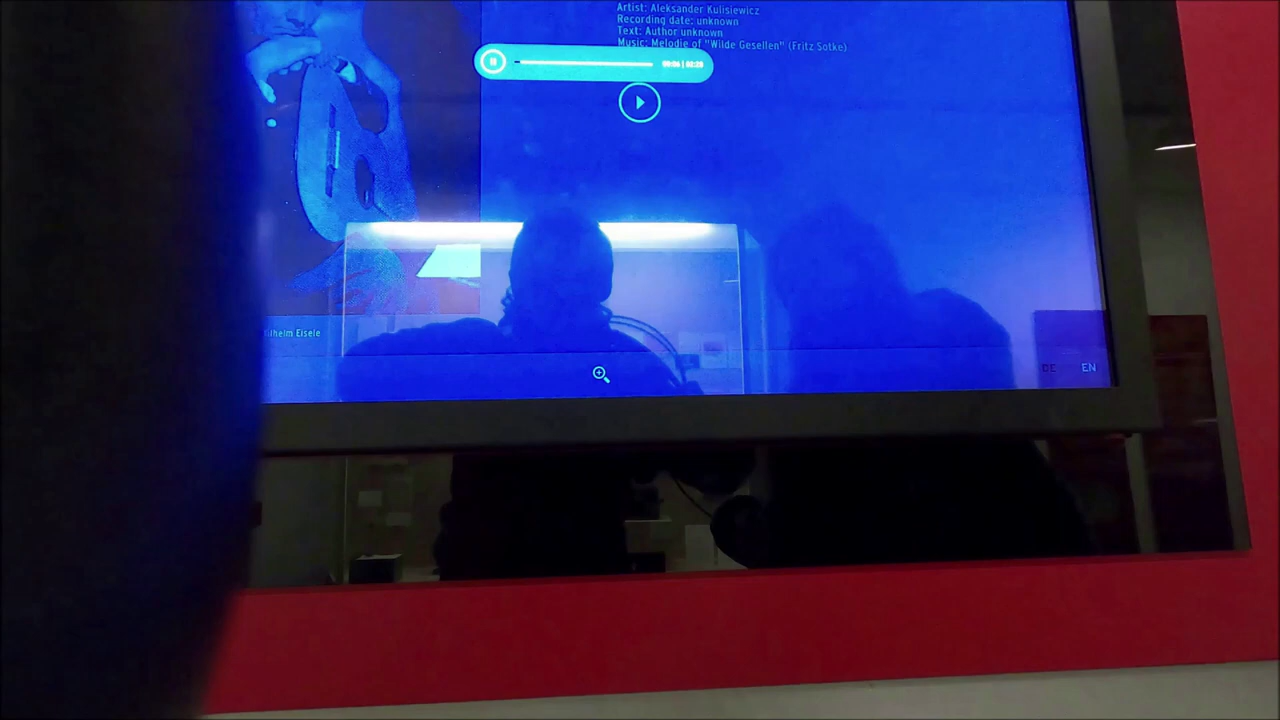 Artist: Aleksander Kulisiewicz
Recording date: unknown
Text: Author unknown
Music: Melodie of "Wilde Gesellen" (Fritz Sotke)
ilhelm Eisele
DE EN